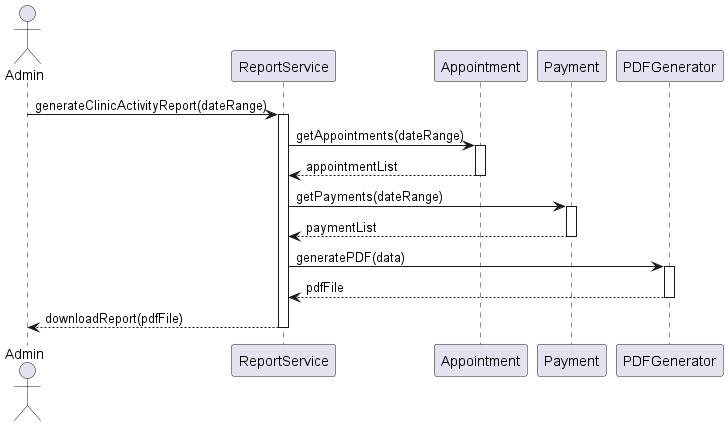 Admin
ReportService
Appointment
Payment
PDFGenerator
generateClinicActivityReport(dateRange)
getAppointments(dateRange)
appointmentList
getPayments(dateRange)
paymentList
generatePDF(data)
pdfFile
downloadReport(pdfFile)
Admin
ReportService
Appointment
Payment
PDFGenerator